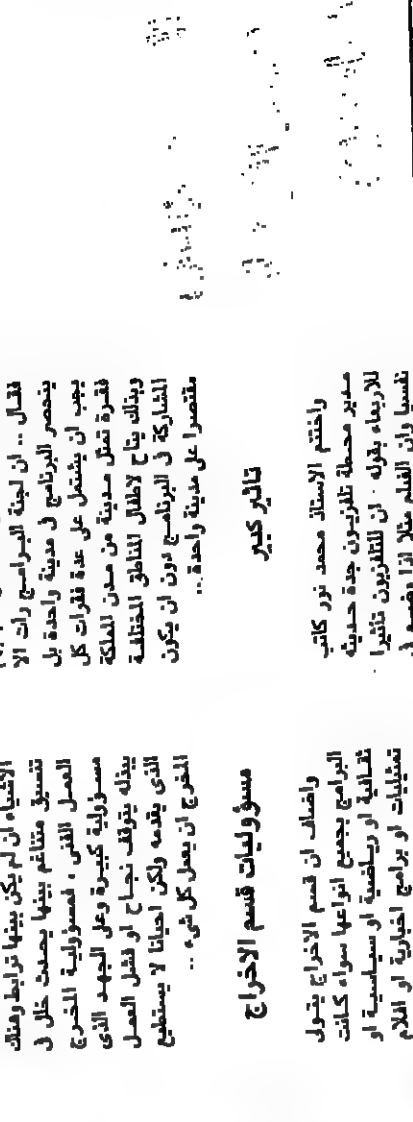 فقال .. ان لجنة البرامج رات الا
ينحصر البرنامج في مدينة واحدة بل
يجب ان يشتمل على عدة فقرات كل
فقرة تمثل مدينة من مدن المملكة
وبذلك يتاح لاطفال المناطق المختلفة
المشاركة في البرنامج دون ان يكون
مقتصرا على مدينة واحدة ..
تأثير كبير
واختتم الاستاذ محمد نور كاتب
مدير محطة تلفزيون جدة حديثه
للاربعاء بقوله . ان للتلفزيون تاثيرا
نفسيا وان الفيلم مثلا اذا
الاشياء ان لم يكن بينها ترابط وهناك
تنسيق متناغم بينها يحدث خلل في
العمل الفني ، فمسؤولية المخرج
مسؤولية كبيرة وعلى الجهد الذي
يبذله يتوقف نجاح او فشل العمل
الذي يقدمه ولكن احيانا لا يستطيع
المخرج ان يعمل كل شيء ..
مسؤوليات قسم الاخراج
واضاف ان قسم الاخراج يتولى
البرامج بجميع انواعها سواء كانت
ثقافية او رياضية او سياسية او
تمثيليات او برامج اخبارية او افلام